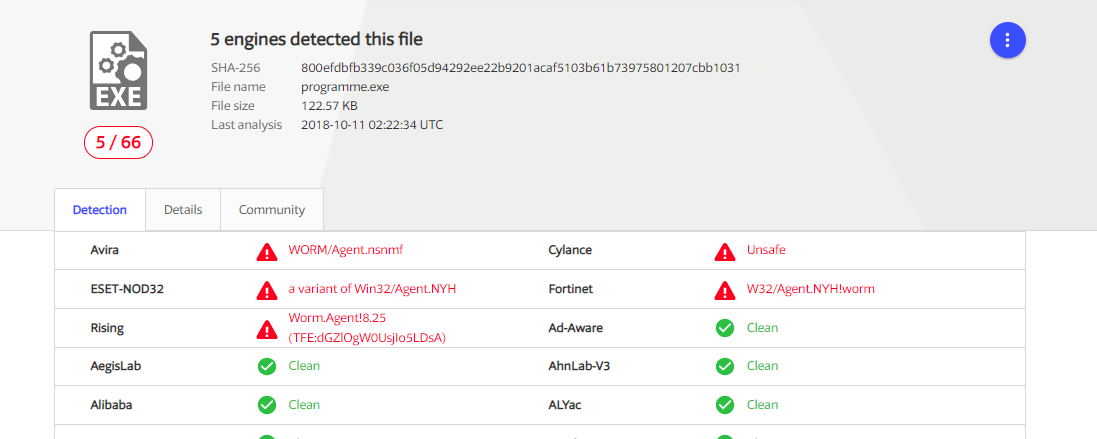 5 engines detected this file
SHA-256 800efdbfb339c036f05d94292ee22b9201acaf5103b61b73975801207cbb1031
File name programme.exe
File size 122.57 KB
Last analysis 2018-10-11 02:22:34 UTC
EXE
5 / 66
Detection Details Community
Avira WORM/Agent.nsnmf Cylance Unsafe
ESET-NOD32 a variant of Win32/Agent.NYH Fortinet W32/Agent.NYH!worm
Rising Worm.Agent!8.25 Ad-Aware Clean
(TFE:dGZlOgW0UsjIo5LDsA)
AegisLab Clean AhnLab-V3 Clean
Alibaba Clean ALYac Clean